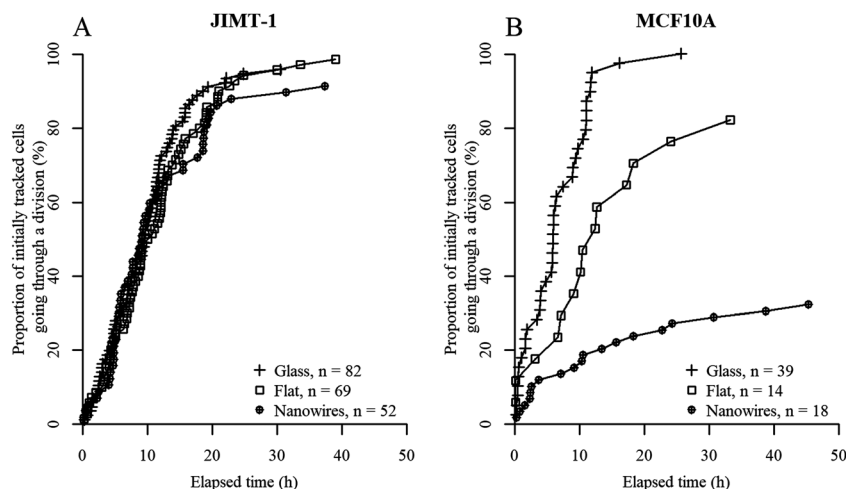 A
JIMT-1
Proportion of initially tracked cells
going through a division (%)
100
80
60
40
20
0
Glass, n = 82
Flat, n = 69
Nanowires, n = 52
0 10 20 30 40 50
Elapsed time (h)
B
MCF10A
Proportion of initially tracked cells
going through a division (%)
100
80
60
40
20
0
Glass, n = 39
Flat, n = 14
Nanowires, n = 18
0 10 20 30 40 50
Elapsed time (h)